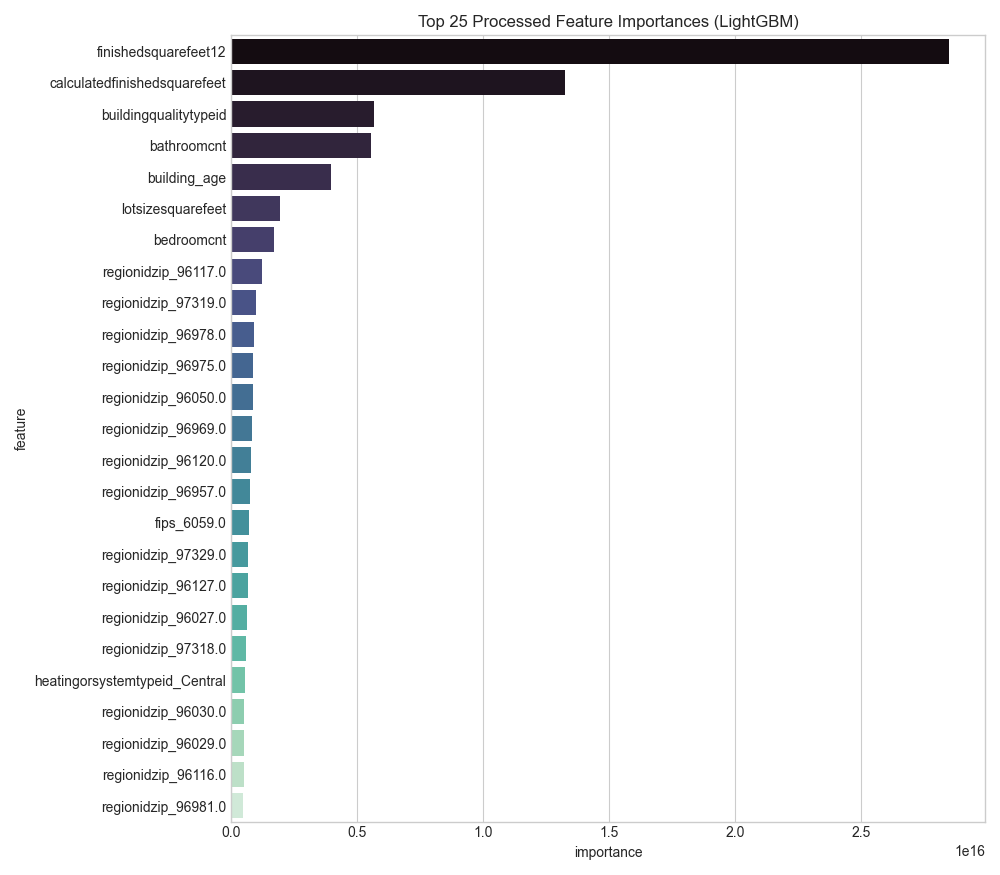 Top 25 Processed Feature Importances (LightGBM)
finishedsquarefeet12
calculatedfinishedsquarefeet
buildingqualitytypeid
bathroomcnt
building_age
lotsizesquarefeet
bedroomcnt
regionidzip_96117.0
regionidzip_97319.0
regionidzip_96978.0
regionidzip_96975.0
regionidzip_96050.0
regionidzip_96969.0
regionidzip_96120.0
regionidzip_96957.0
fips_6059.0
regionidzip_97329.0
regionidzip_96127.0
regionidzip_96027.0
regionidzip_97318.0
heatingorsystemtypeid_Central
regionidzip_96030.0
regionidzip_96029.0
regionidzip_96116.0
regionidzip_96981.0
feature
0.0 0.5 1.0 1.5 2.0 2.5
1e16
importance